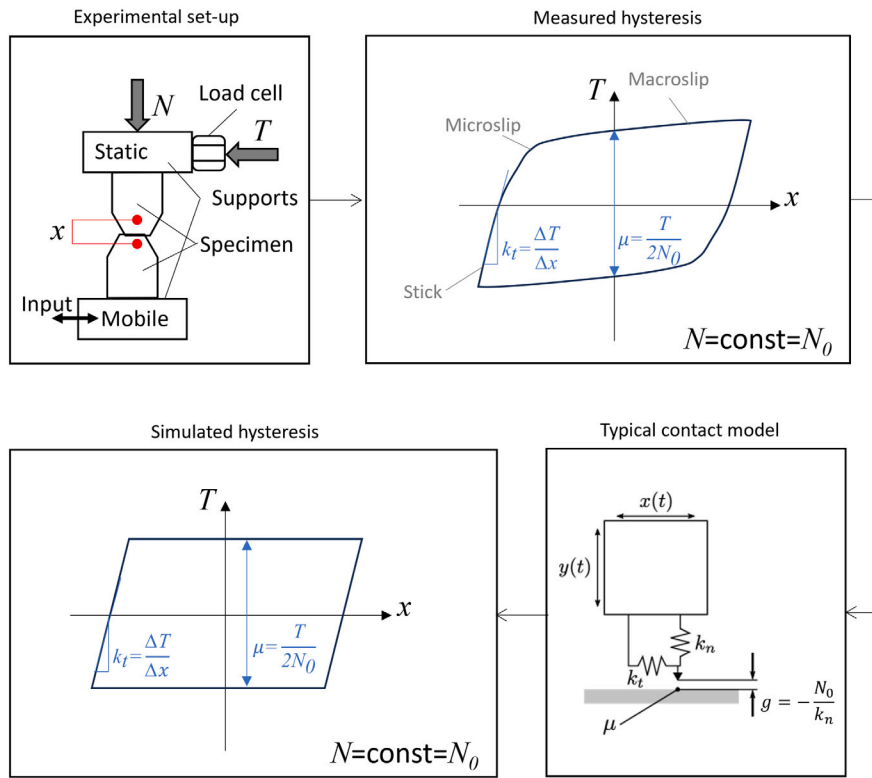 Experimental set-up
N
Load cell
Static
T
Supports
x
Specimen
Input
Mobile
Measured hysteresis
T
Macroslip
Microslip
x
k_t = ΔT/Δx
μ = T/2N_0
Stick
N=const=N_0
Simulated hysteresis
T
x
k_t = ΔT/Δx
μ = T/2N_0
N=const=N_0
Typical contact model
x(t)
y(t)
k_n
k_t
g = −N_0/k_n
μ